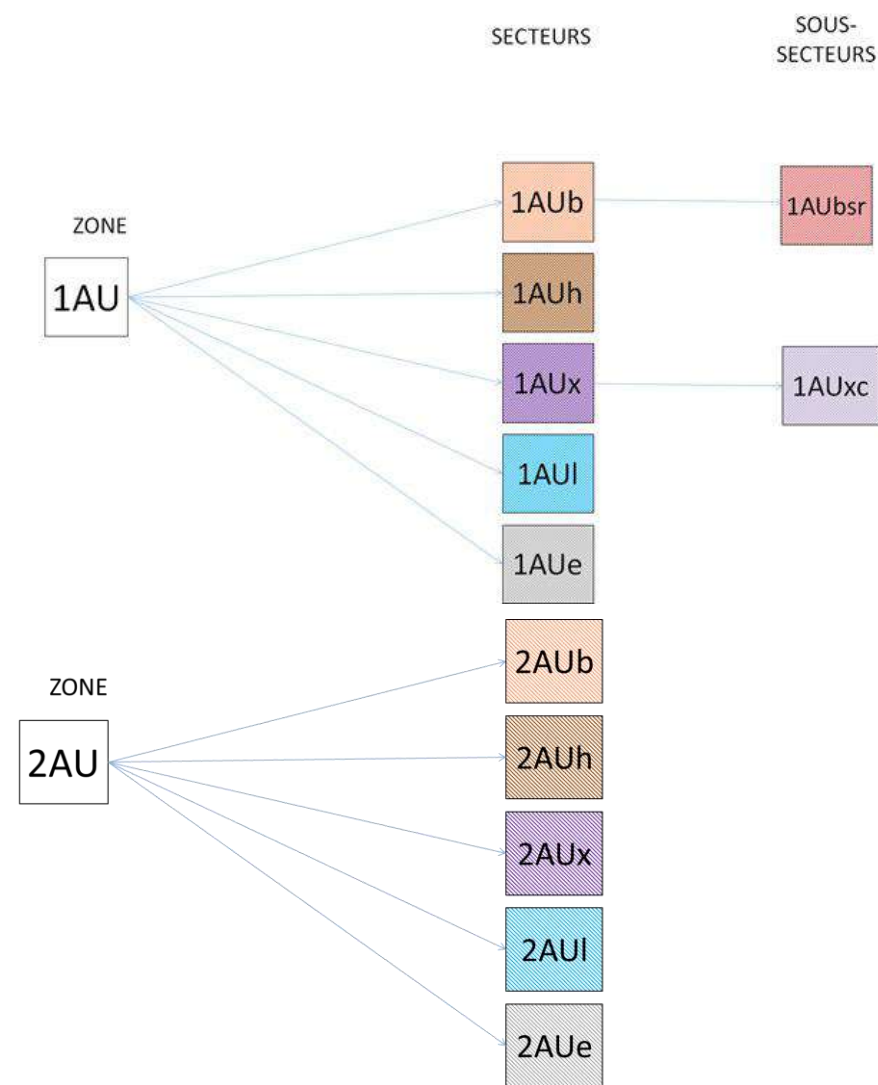 SECTEURS
SOUS-
SECTEURS
ZONE
1AU
1AUb
1AUbsr
1AUh
1AUx
1AUxc
1AUl
1AUe
ZONE
2AU
2AUb
2AUh
2AUx
2AUl
2AUe